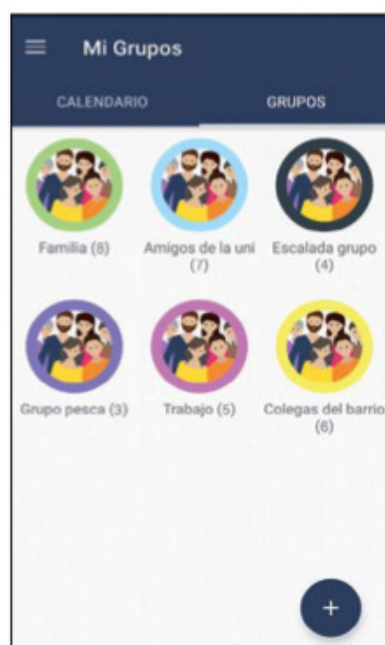 Mi Grupos
CALENDARIO GRUPOS
Familia (8) Amigos de la uni (7) Escalada grupo (4)
Grupo pesca (3) Trabajo (5) Colegas del barrio (6)
+